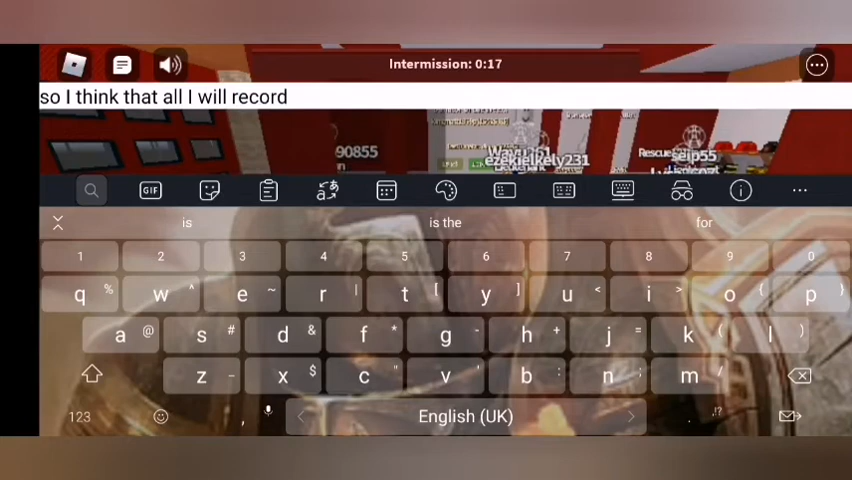 Intermission: 0:17
so I think that all I will record
90855
ezekielkely231
seip55
GIF
is
is the
for
1 2 3 4 5 6 7 8 9 0
q % w ^ e ~ r | t [ y ] u < i > o { p }
a @ s # d & f * g - h + j = k ( l )
z _ x $ c " v ' b : n ; m /
123 , English (UK) . !?